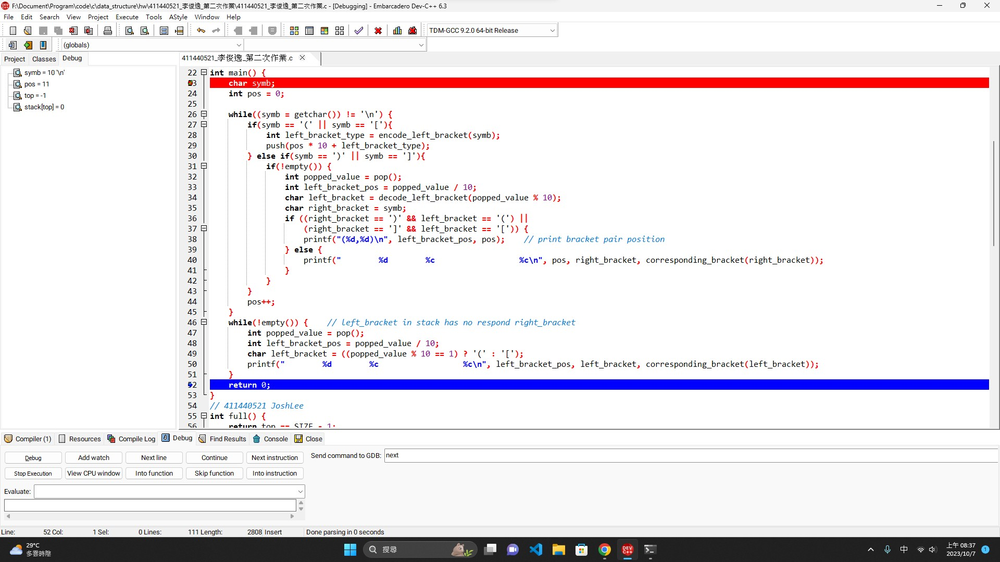 F:\Document\Program\code\c\data_structure\hw\411440521_李俊逸_第二次作業\411440521_李俊逸_第二次作業.c - [Debugging] - Embarcadero Dev-C++ 6.3
File Edit Search View Project Execute Tools AStyle Window Help
TDM-GCC 9.2.0 64-bit Release
(globals)
Project Classes Debug
411440521_李俊逸_第二次作業.c
symb = 10 '\n'
pos = 11
top = -1
stack[top] = 0
22 int main() {
23 char symb;
24 int pos = 0;
25
26 while((symb = getchar()) != '\n') {
27 if(symb == '(' || symb == '['){
28 int left_bracket_type = encode_left_bracket(symb);
29 push(pos * 10 + left_bracket_type);
30 } else if(symb == ')' || symb == ']'){
31 if(!empty()) {
32 int popped_value = pop();
33 int left_bracket_pos = popped_value / 10;
34 char left_bracket = decode_left_bracket(popped_value % 10);
35 char right_bracket = symb;
36 if ((right_bracket == ')' && left_bracket == '(') ||
37 (right_bracket == ']' && left_bracket == '[')) {
38 printf("(%d,%d)\n", left_bracket_pos, pos); // print bracket pair position
39 } else {
40 printf(" %d %c %c\n", pos, right_bracket, corresponding_bracket(right_bracket));
41 }
42 }
43 }
44 pos++;
45 }
46 while(!empty()) { // left_bracket in stack has no respond right_bracket
47 int popped_value = pop();
48 int left_bracket_pos = popped_value / 10;
49 char left_bracket = ((popped_value % 10 == 1) ? '(' : '[');
50 printf(" %d %c %c\n", left_bracket_pos, left_bracket, corresponding_bracket(left_bracket));
51 }
52 return 0;
53 }
54 // 411440521 JoshLee
55 int full() {
56 return top == SIZE - 1;
Compiler (1) Resources Compile Log Debug Find Results Console Close
Debug Add watch Next line Continue Next instruction
Send command to GDB: next
Stop Execution View CPU window Into function Skip function Into instruction
Evaluate:
Line: 52 Col: 1 Sel: 0 Lines: 111 Length: 2808 Insert Done parsing in 0 seconds
29°C
多雲時陰
搜尋
DEV C++
中
上午 08:37
2023/10/7
1